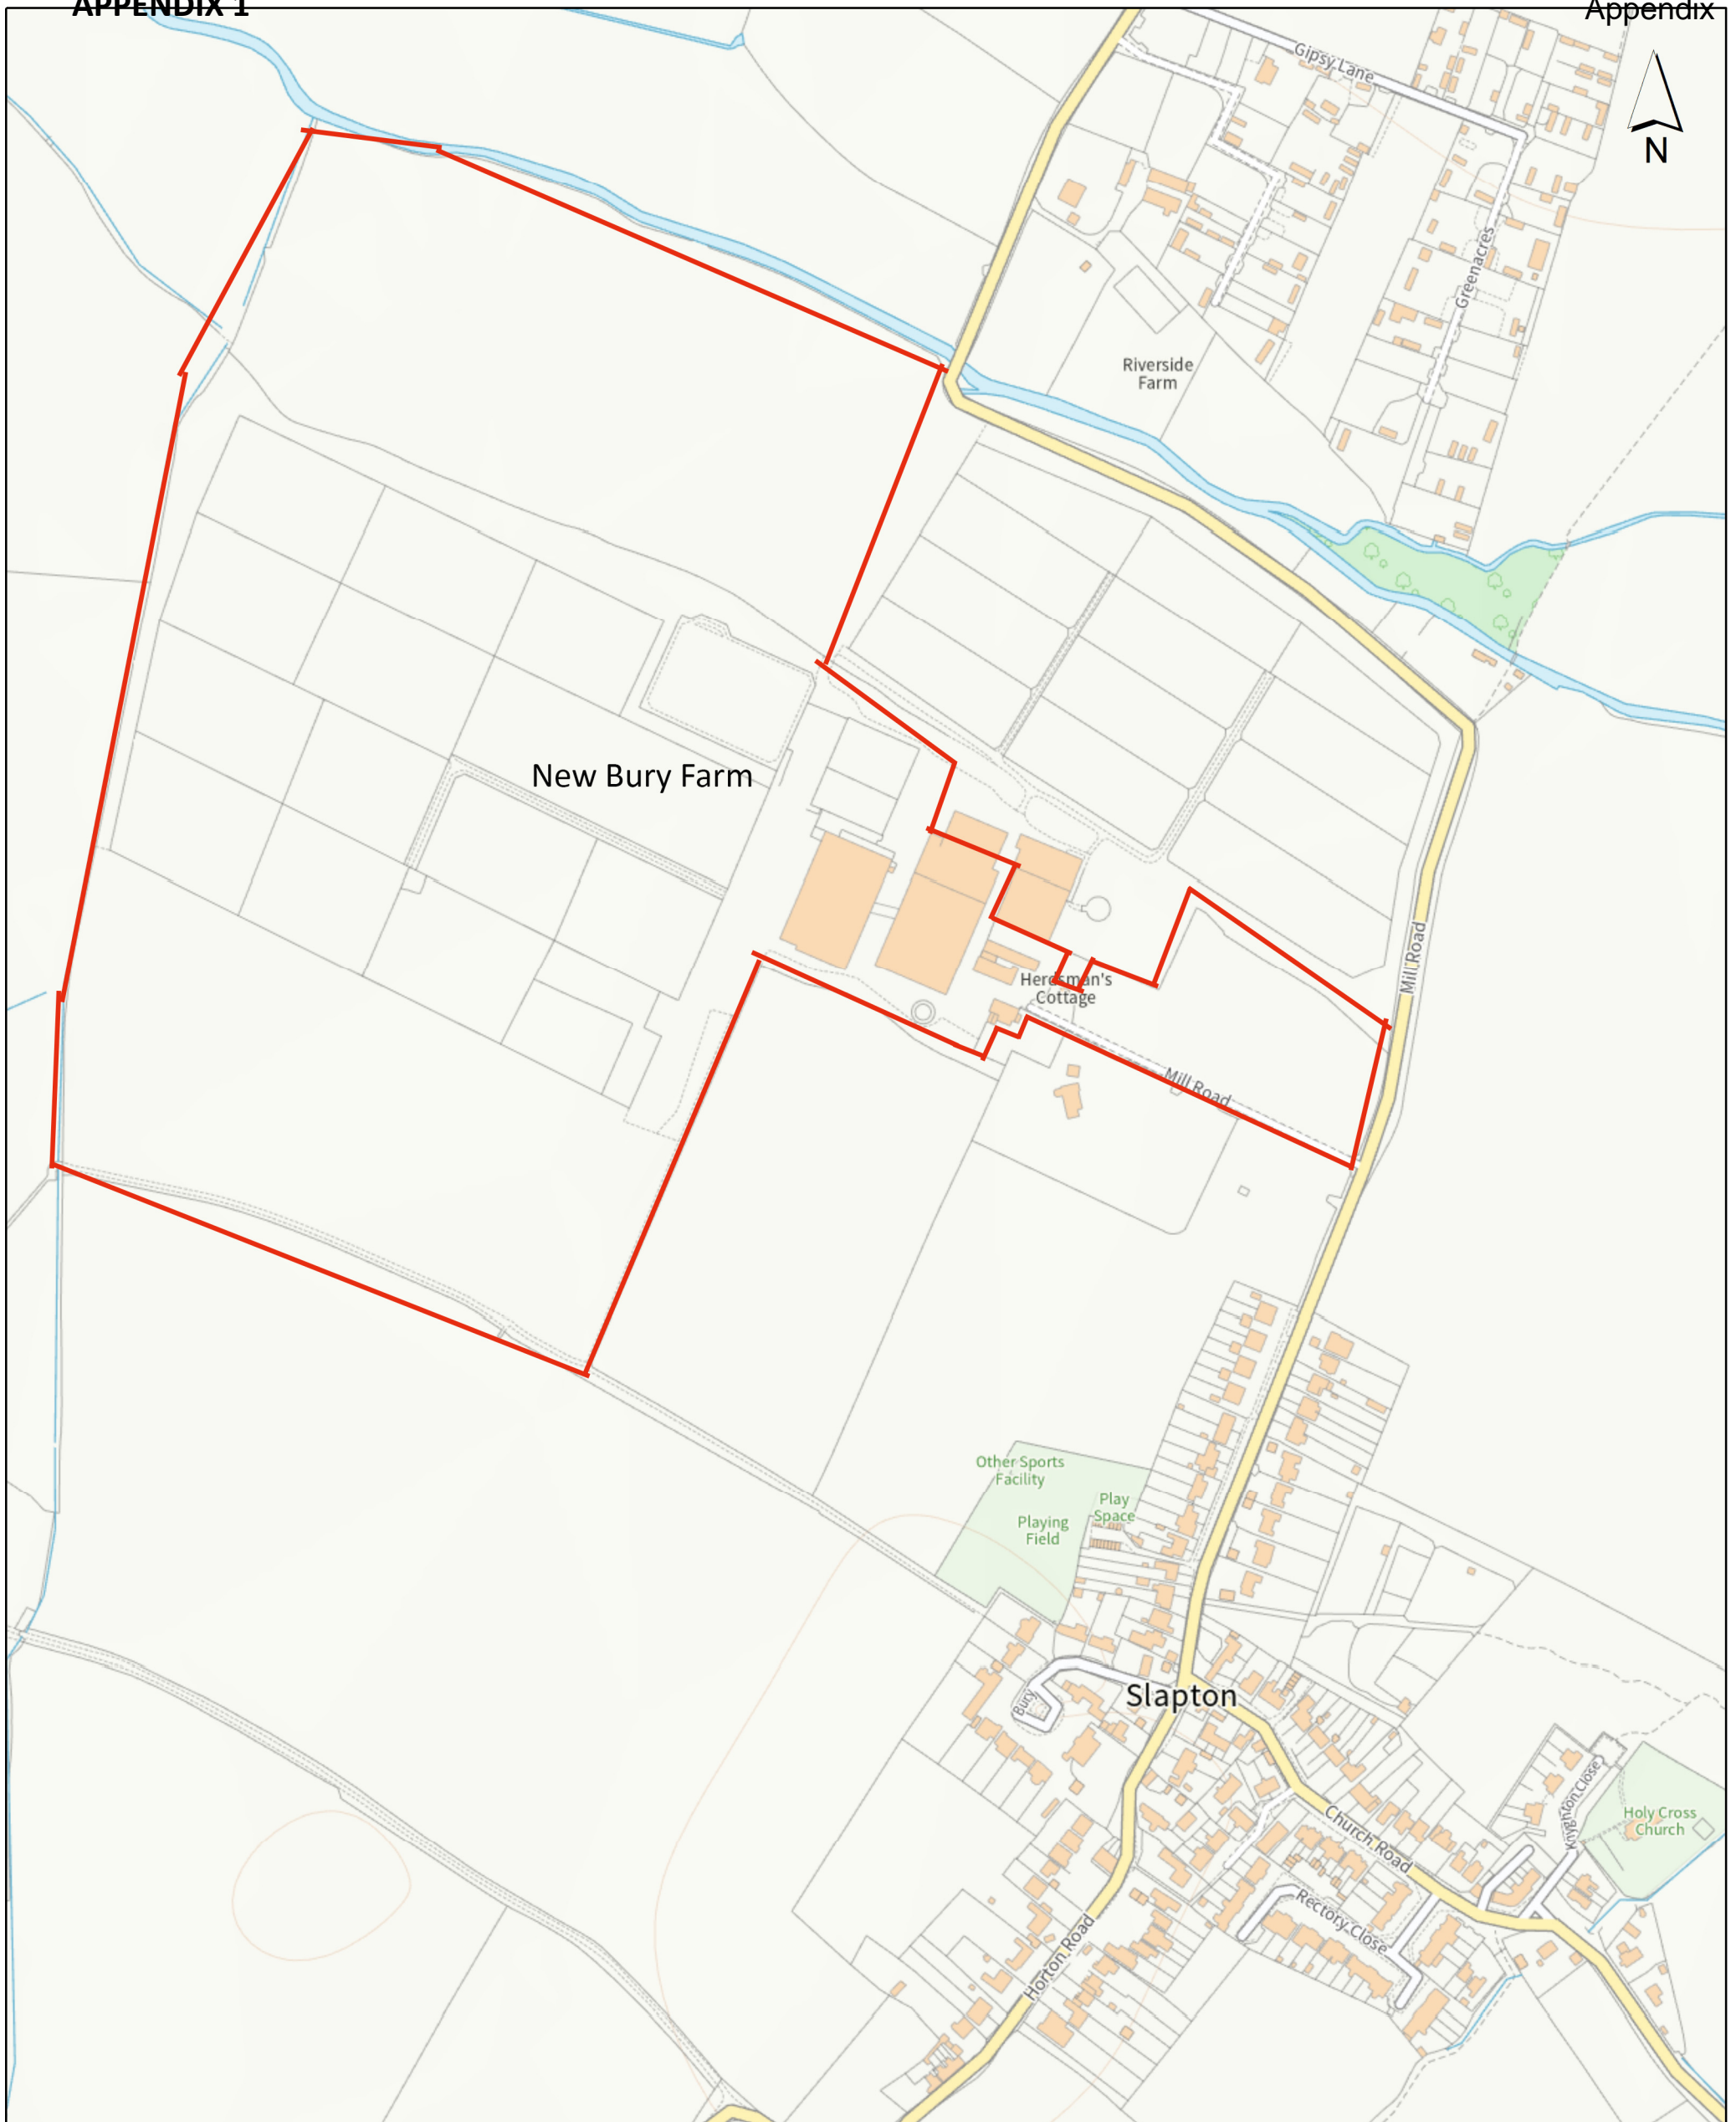 APPENDIX 1
Appendix
Gipsy Lane
N
Greenacres
Riverside
Farm
New Bury Farm
Mill Road
Herdsman's
Cottage
Mill Road
Other Sports
Facility
Play
Space
Playing
Field
Bury
Slapton
Knyghton Close
Holy Cross
Church
Church Road
Rectory Close
Horton Road